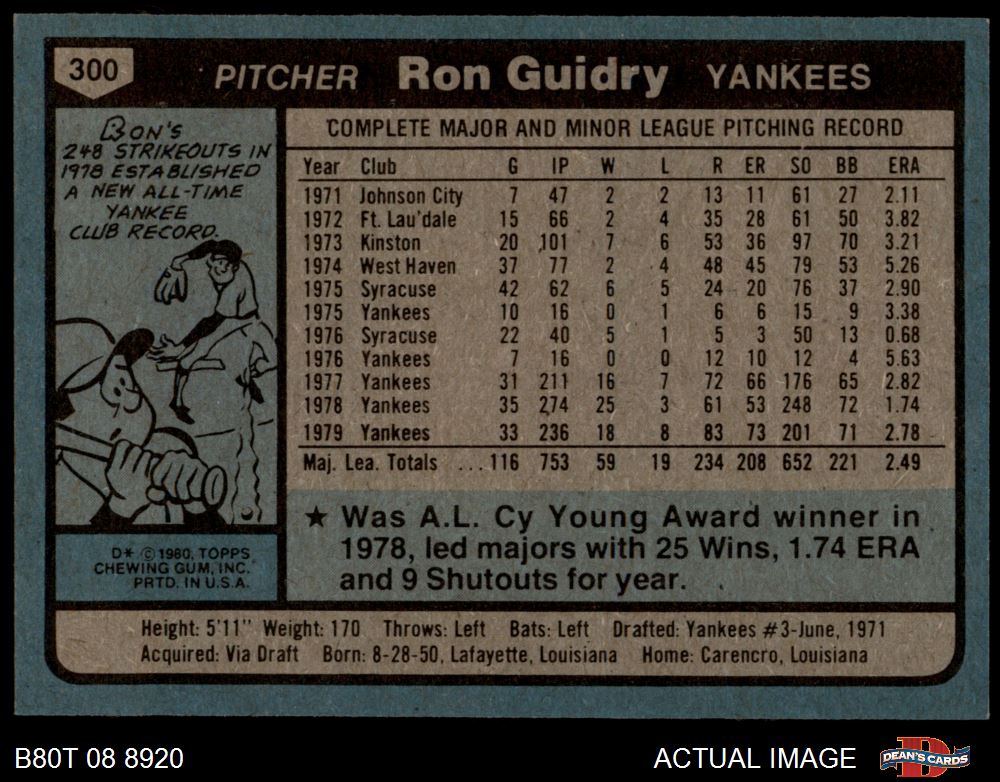 300 PITCHER Ron Guidry YANKEES
RON'S
248 STRIKEOUTS IN
1978 ESTABLISHED
A NEW ALL-TIME
YANKEE
CLUB RECORD.
COMPLETE MAJOR AND MINOR LEAGUE PITCHING RECORD
Year Club G IP W L R ER SO BB ERA
1971 Johnson City 7 47 2 2 13 11 61 27 2.11
1972 Ft. Lau'dale 15 66 2 4 35 28 61 50 3.82
1973 Kinston 20 101 7 6 53 36 97 70 3.21
1974 West Haven 37 77 2 4 48 45 79 53 5.26
1975 Syracuse 42 62 6 5 24 20 76 37 2.90
1975 Yankees 10 16 0 1 6 6 15 9 3.38
1976 Syracuse 22 40 5 1 5 3 50 13 0.68
1976 Yankees 7 16 0 0 12 10 12 4 5.63
1977 Yankees 31 211 16 7 72 66 176 65 2.82
1978 Yankees 35 274 25 3 61 53 248 72 1.74
1979 Yankees 33 236 18 8 83 73 201 71 2.78
Maj. Lea. Totals ...116 753 59 19 234 208 652 221 2.49
★ Was A.L. Cy Young Award winner in
1978, led majors with 25 Wins, 1.74 ERA
and 9 Shutouts for year.
D* © 1980, TOPPS
CHEWING GUM, INC.
PRTD. IN U.S.A.
Height: 5'11" Weight: 170 Throws: Left Bats: Left Drafted: Yankees #3-June, 1971
Acquired: Via Draft Born: 8-28-50, Lafayette, Louisiana Home: Carencro, Louisiana
B80T 08 8920 ACTUAL IMAGE DEAN'S CARDS